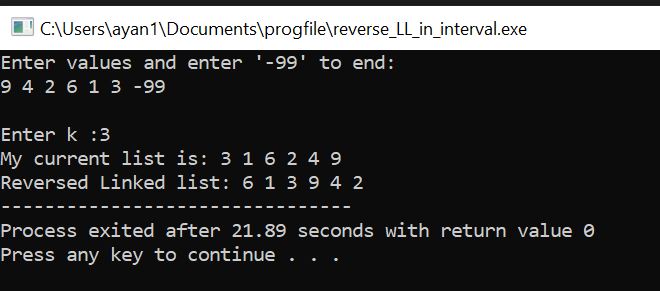 C:\Users\ayan1\Documents\progfile\reverse_LL_in_interval.exe
Enter values and enter '-99' to end:
9 4 2 6 1 3 -99
Enter k :3
My current list is: 3 1 6 2 4 9
Reversed Linked list: 6 1 3 9 4 2
--------------------------------
Process exited after 21.89 seconds with return value 0
Press any key to continue . . .